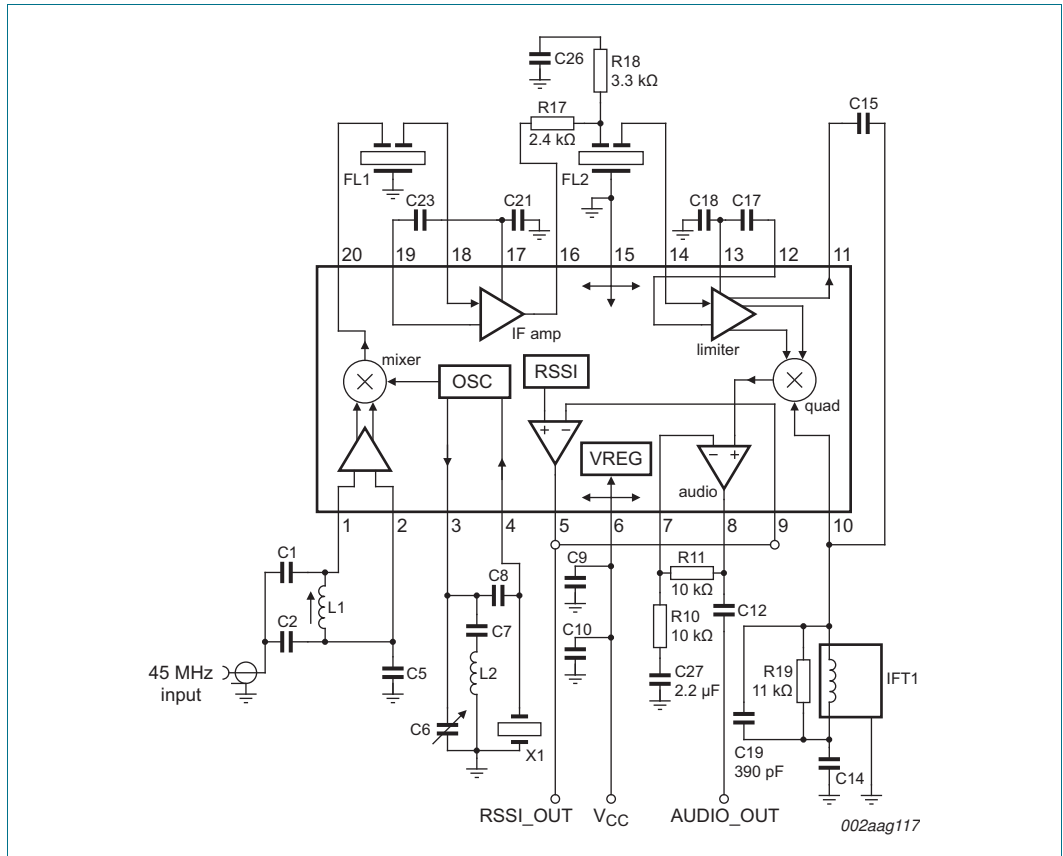 C26
R18
3.3 kΩ
R17
2.4 kΩ
C15
FL1
FL2
C23
C21
C18
C17
20
19
18
17
16
15
14
13
12
11
mixer
IF amp
limiter
OSC
RSSI
quad
+
−
VREG
−
+
audio
1
2
3
4
5
6
7
8
9
10
C1
L1
C2
C5
45 MHz
input
C8
C7
L2
C6
X1
C9
C10
R11
10 kΩ
R10
10 kΩ
C12
C27
2.2 μF
R19
11 kΩ
IFT1
C19
390 pF
C14
RSSI_OUT
VCC
AUDIO_OUT
002aag117